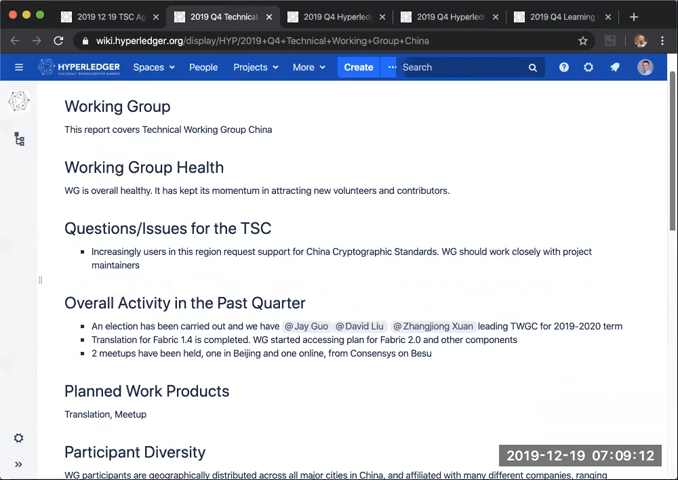 2019 12 19 TSC Ag
2019 Q4 Technical
2019 Q4 Hyperled
2019 Q4 Hyperled
2019 Q4 Learning
wiki.hyperledger.org/display/HYP/2019+Q4+Technical+Working+Group+China
HYPERLEDGER Spaces People Projects More Create Search
Working Group
This report covers Technical Working Group China
Working Group Health
WG is overall healthy. It has kept its momentum in attracting new volunteers and contributors.
Questions/Issues for the TSC
Increasingly users in this region request support for China Cryptographic Standards. WG should work closely with project
maintainers
Overall Activity in the Past Quarter
An election has been carried out and we have @Jay Guo @David Liu @Zhangjiong Xuan leading TWGC for 2019-2020 term
Translation for Fabric 1.4 is completed. WG started accessing plan for Fabric 2.0 and other components
2 meetups have been held, one in Beijing and one online, from Consensys on Besu
Planned Work Products
Translation, Meetup
Participant Diversity
WG participants are geographically distributed across all major cities in China, and affiliated with many different companies, ranging
2019-12-19 07:09:12